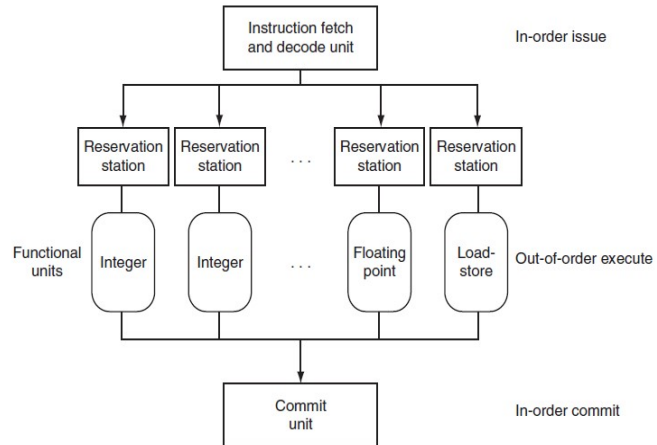 Instruction fetch
and decode unit
In-order issue
Reservation
station
Reservation
station
. . .
Reservation
station
Reservation
station
Functional
units
Integer
Integer
. . .
Floating
point
Load-
store
Out-of-order execute
Commit
unit
In-order commit